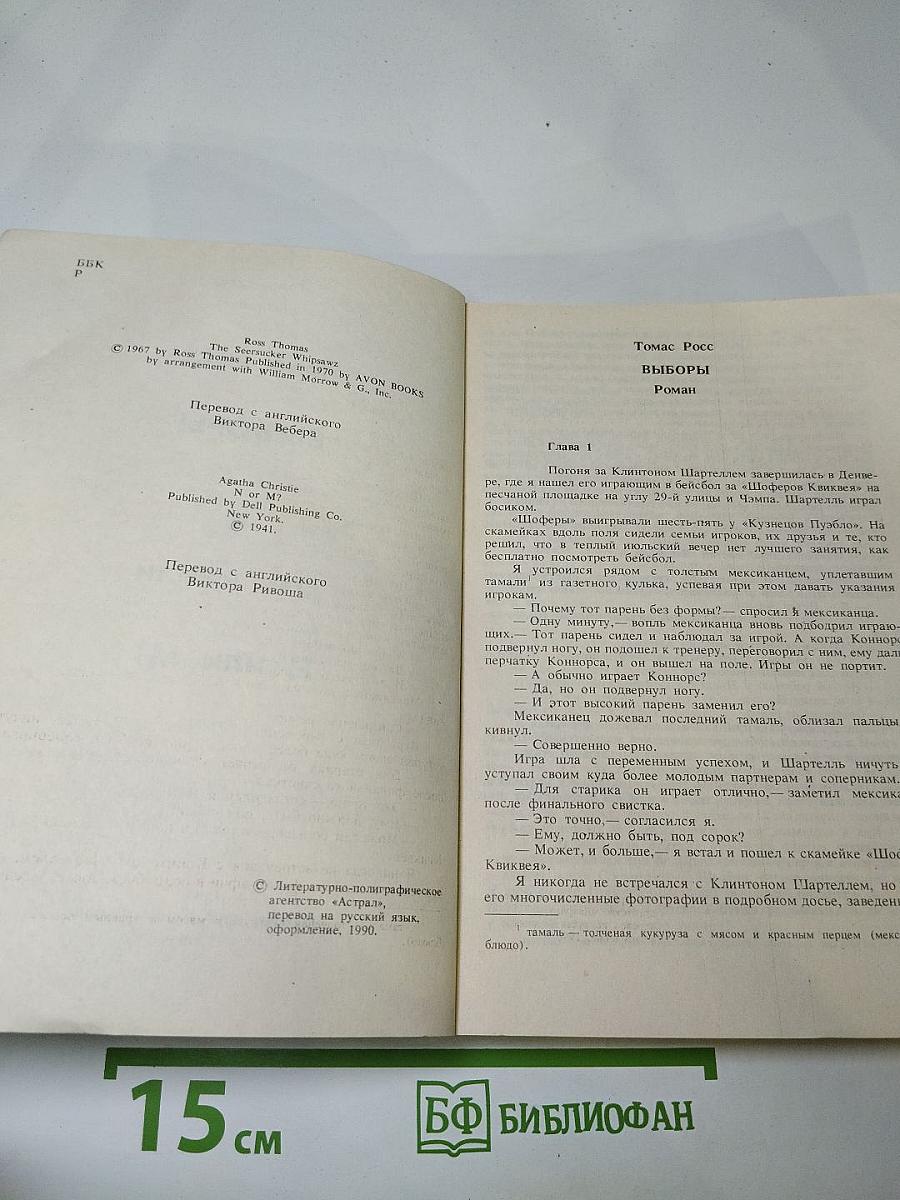 ББК
Р
Ross Thomas
The Seersucker Whipsawz
© 1967 by Ross Thomas Published in 1970 by AVON BOOKS
by arrangement with William Morrow & G., Inc.
Перевод с английского
Виктора Вебера
Agatha Christie
N or M?
Published by Dell Publishing Co.
New York.
© 1941.
Перевод с английского
Виктора Ривоша
© Литературно-полиграфическое
агентство «Астрал»,
перевод на русский язык,
оформление, 1990.
Томас Росс
ВЫБОРЫ
Роман
Глава 1
Погоня за Клинтоном Шартеллем завершилась в Денве-
ре, где я нашел его играющим в бейсбол за «Шоферов Квиквея» на
песчаной площадке на углу 29-й улицы и Чэмпа. Шартелль играл
босиком.
«Шоферы» выигрывали шесть-пять у «Кузнецов Пуэбло». На
скамейках вдоль поля сидели семьи игроков, их друзья и те, кто
решил, что в теплый июльский вечер нет лучшего занятия, как
бесплатно посмотреть бейсбол.
Я устроился рядом с толстым мексиканцем, уплетавшим
тамали¹ из газетного кулька, успевая при этом давать указания
игрокам.
— Почему тот парень без формы?— спросил я мексиканца.
— Одну минуту,— вопль мексиканца вновь подбодрил играю-
щих.— Тот парень сидел и наблюдал за игрой. А когда Коннорс
подвернул ногу, он подошел к тренеру, переговорил с ним, ему дали
перчатку Коннорса, и он вышел на поле. Игры он не портит.
— А обычно играет Коннорс?
— Да, но он подвернул ногу.
— И этот высокий парень заменил его?
Мексиканец дожевал последний тамаль, облизал пальцы
кивнул.
— Совершенно верно.
Игра шла с переменным успехом, и Шартелль ничуть
уступал своим куда более молодым партнерам и соперникам.
— Для старика он играет отлично,— заметил мексика
после финального свистка.
— Это точно,— согласился я.
— Ему, должно быть, под сорок?
— Может, и больше,— я встал и пошел к скамейке «Шоф
Квиквея».
Я никогда не встречался с Клинтоном Шартеллем, но
его многочисленные фотографии в подробном досье, заведен
¹ тамаль — толченая кукуруза с мясом и красным перцем (мекс
блюдо).
15 см
БФ БИБЛИОФАН